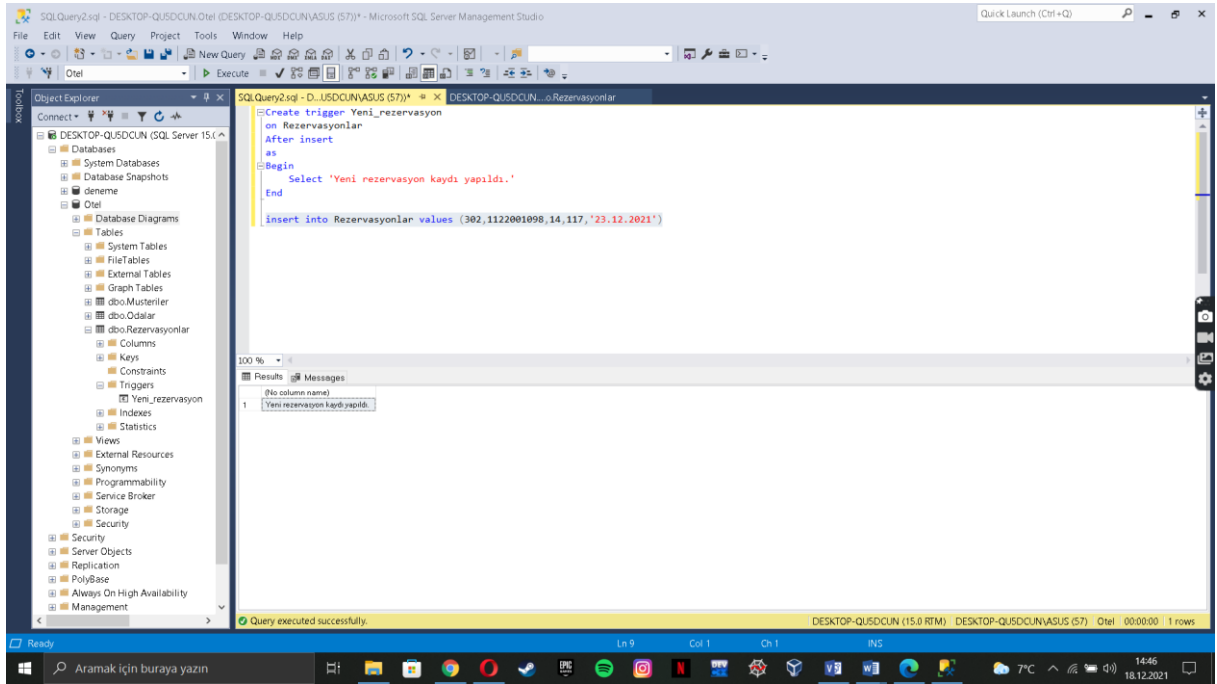 SQLQuery2.sql - DESKTOP-QU5DCUN.Otel (DESKTOP-QU5DCUN\ASUS (57))* - Microsoft SQL Server Management Studio
Quick Launch (Ctrl+Q)
File Edit View Query Project Tools Window Help
New Query
Otel
Execute
Toolbox
Object Explorer
SQLQuery2.sql - D...U5DCUN\ASUS (57))*
DESKTOP-QU5DCUN....o.Rezervasyonlar
Connect
DESKTOP-QU5DCUN (SQL Server 15.(
Databases
System Databases
Database Snapshots
deneme
Otel
Database Diagrams
Tables
System Tables
FileTables
External Tables
Graph Tables
dbo.Musteriler
dbo.Odalar
dbo.Rezervasyonlar
Columns
Keys
Constraints
Triggers
Yeni_rezervasyon
Indexes
Statistics
Views
External Resources
Synonyms
Programmability
Service Broker
Storage
Security
Security
Server Objects
Replication
PolyBase
Always On High Availability
Management
Create trigger Yeni_rezervasyon
on Rezervasyonlar
After insert
as
Begin
Select 'Yeni rezervasyon kaydı yapıldı.'
End
insert into Rezervasyonlar values (302,1122001098,14,117,'23.12.2021')
100 %
Results Messages
(No column name)
1 Yeni rezervasyon kaydı yapıldı.
Query executed successfully.
DESKTOP-QU5DCUN (15.0 RTM) DESKTOP-QU5DCUN\ASUS (57) Otel 00:00:00 1 rows
Ready
Ln 9 Col 1 Ch 1 INS
Aramak için buraya yazın
7°C
14:46
18.12.2021